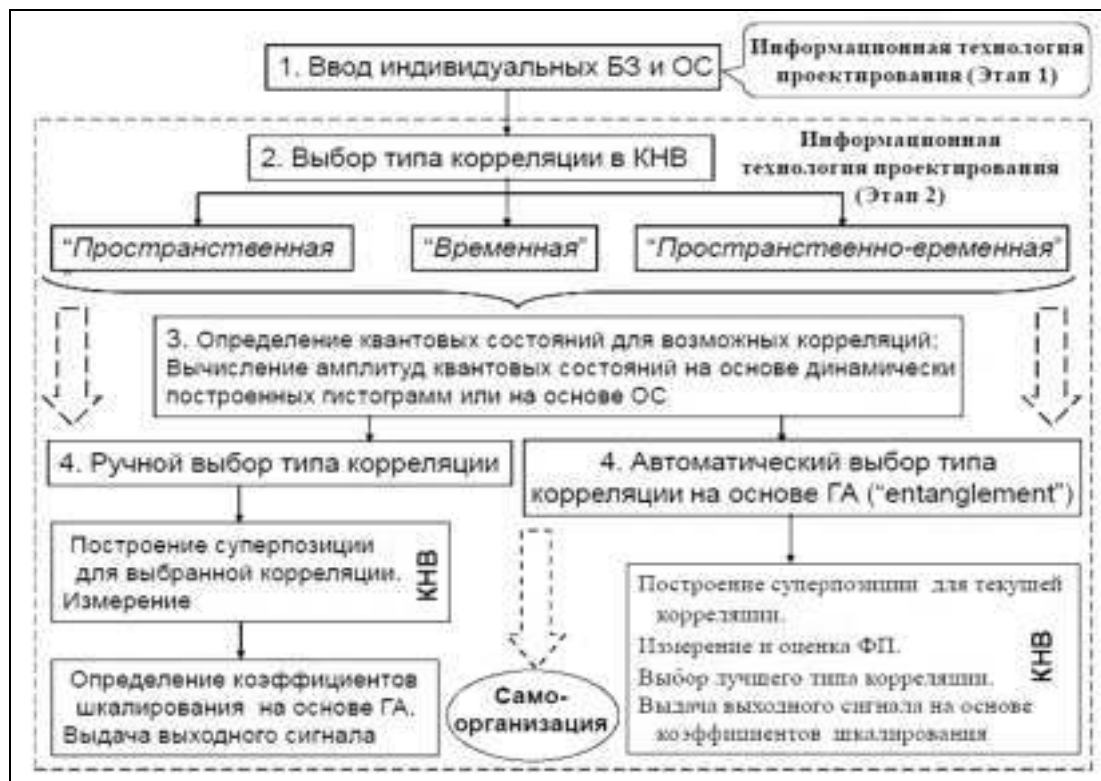 1. Ввод индивидуальных БЗ и ОС
Информационная технология
проектирования (Этап 1)
2. Выбор типа корреляции в КНВ
Информационная
технология проектирования
(Этап 2)
“Пространственная
”
“Временная”
“Пространственно-временная”
3. Определение квантовых состояний для возможных корреляций:
Вычисление амплитуд квантовых состояний на основе динамически
построенных гистограмм или на основе ОС
4. Ручной выбор типа корреляции
4. Автоматический выбор типа
корреляции на основе ГА (“entanglement”)
Построение суперпозиции
для выбранной корреляции.
Измерение
КНВ
Определение коэффициентов
шкалирования на основе ГА.
Выдача выходного сигнала
Само-
организация
Построение суперпозиции для текущей
корреляции.
Измерение и оценка ФП.
Выбор лучшего типа корреляции.
Выдача выходного сигнала на основе
коэффициентов шкалирования
КНВ